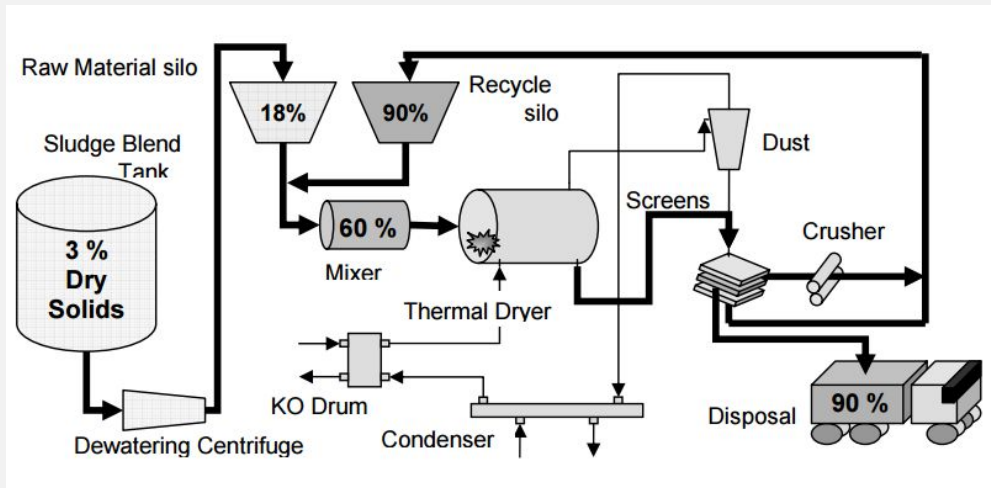 Raw Material silo
18%
90%
Recycle
silo
Sludge Blend
Tank
Dust
Screens
3 %
Dry
Solids
60 %
Mixer
Crusher
Thermal Dryer
KO Drum
Condenser
Disposal
90 %
Dewatering Centrifuge